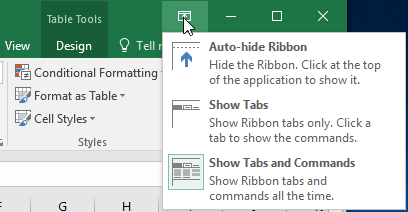 Table Tools
Design
Tell
Conditional Formatting
Format as Table
Cell Styles
Styles
F G H
Auto-hide Ribbon
Hide the Ribbon. Click at the top
of the application to show it.
Show Tabs
Show Ribbon tabs only. Click a
tab to show the commands.
Show Tabs and Commands
Show Ribbon tabs and
commands all the time.